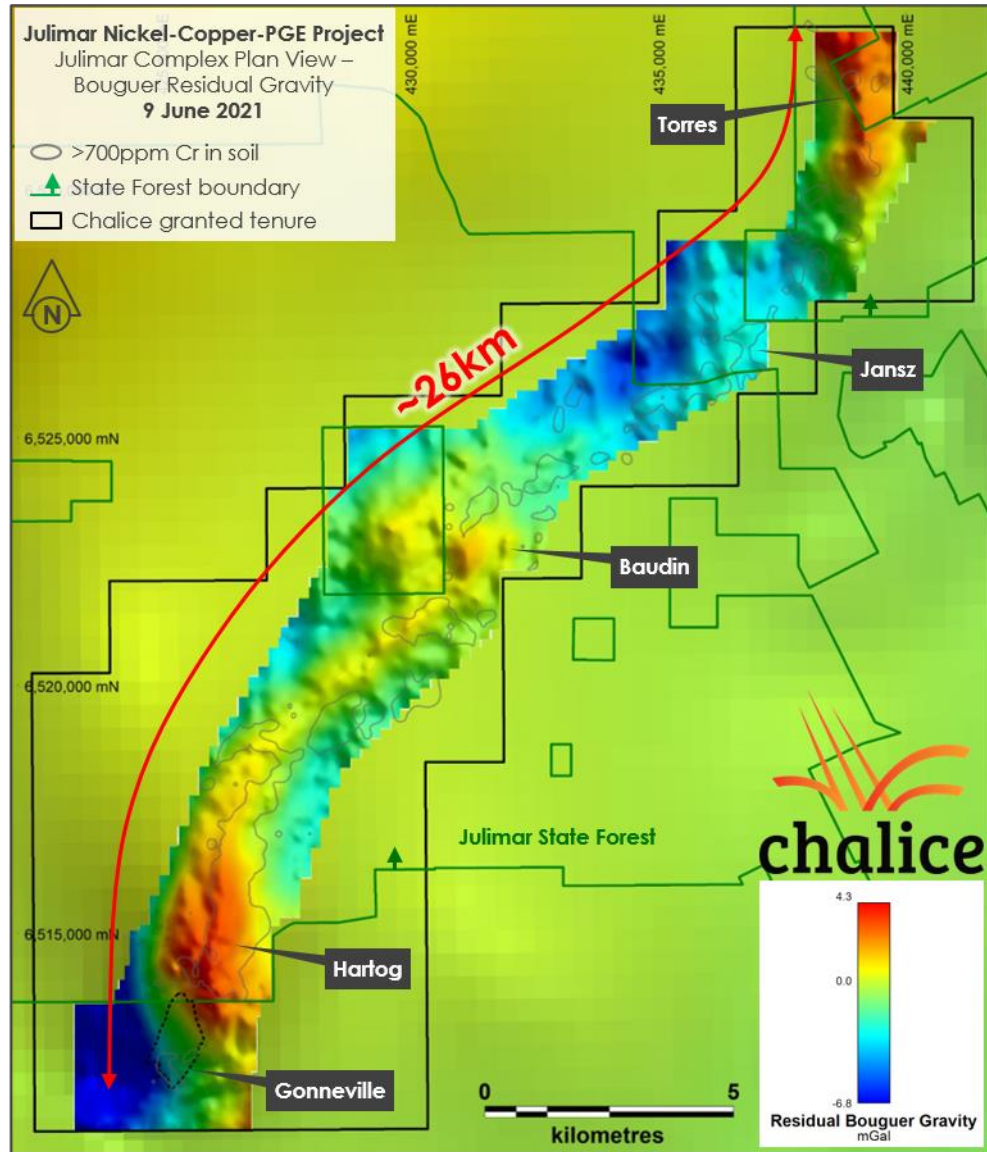 Julimar Nickel-Copper-PGE Project
Julimar Complex Plan View –
Bouguer Residual Gravity
9 June 2021
>700ppm Cr in soil
State Forest boundary
Chalice granted tenure
N
430,000 mE
435,000 mE
440,000 mE
Torres
~26km
Jansz
6,525,000 mN
Baudin
6,520,000 mN
Julimar State Forest
chalice
6,515,000 mN
Hartog
Gonneville
4.3
0.0
-6.8
Residual Bouguer Gravity
mGal
0 5
kilometres